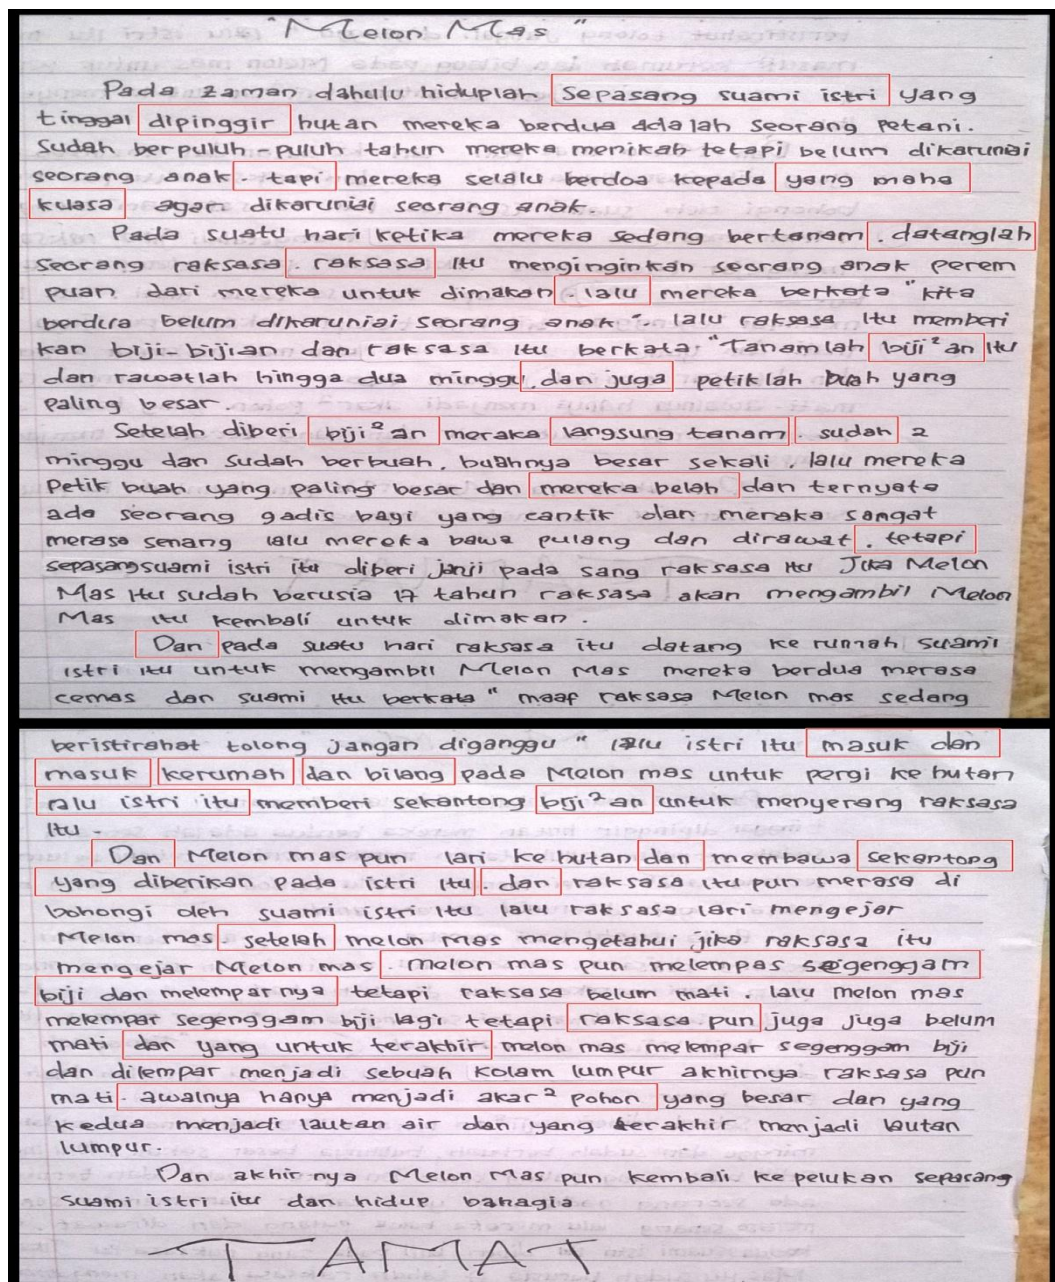 "Melon Mas"
Pada zaman dahulu hiduplah sepasang suami istri yang
tinggal dipinggir hutan mereka berdua adalah seorang petani.
Sudah berpuluh-puluh tahun mereka menikah tetapi belum dikaruniai
seorang anak. tapi mereka selalu berdoa kepada yang maha
kuasa agar dikaruniai seorang anak
Pada suatu hari ketika mereka sedang bertanam. datanglah
seorang raksasa. raksasa itu menginginkan seorang anak perem
puan dari mereka untuk dimakan. lalu mereka berkata "kita
berdua belum dikaruniai seorang anak". lalu raksasa itu memberi
kan biji-bijian dan raksasa itu berkata "Tanamlah biji²an itu
dan rawatlah hingga dua minggu, dan juga petiklah buah yang
paling besar.
Setelah diberi biji²an meraka langsung tanam. sudah 2
minggu dan sudah berbuah, buahnya besar sekali, lalu mereka
Petik buah yang paling besar dan mereka belah dan ternyata
ada seorang gadis bayi yang cantik dan meraka sangat
merasa senang lalu mereka bawa pulang dan dirawat. tetapi
sepasang suami istri itu diberi janji pada sang raksasa itu Jika Melon
Mas itu sudah berusia 17 tahun raksasa akan mengambil Melon
Mas itu kembali untuk dimakan.
Dan pada suatu hari raksasa itu datang ke rumah suami
istri itu untuk mengambil Melon Mas mereka berdua merasa
cemas dan suami itu berkata "maaf raksasa Melon mas sedang
beristirahat tolong jangan diganggu" lalu istri itu masuk dan
masuk kerumah dan bilang pada Melon mas untuk pergi ke hutan
lalu istri itu memberi sekantong biji²an untuk menyerang raksasa
itu.
Dan Melon mas pun lari ke hutan dan membawa sekantong
yang diberikan pada istri itu. dan raksasa itu pun merasa di
bohongi oleh suami istri itu lalu raksasa lari mengejar
Melon mas. setelah melon mas mengetahui jika raksasa itu
mengejar Melon mas. melon mas pun melempas segenggam
biji dan melemparnya tetapi raksasa belum mati. lalu melon mas
melempar segenggam biji lagi tetapi raksasa pun juga juga belum
mati dan yang untuk terakhir melon mas melempar segenggam biji
dan dilempar menjadi sebuah kolam lumpur akhirnya raksasa pun
mati. awalnya hanya menjadi akar² pohon yang besar dan yang
kedua menjadi lautan air dan yang terakhir menjadi lautan
lumpur.
Dan akhirnya Melon Mas pun kembali ke pelukan sepasang
suami istri itu dan hidup bahagia
TAMAT